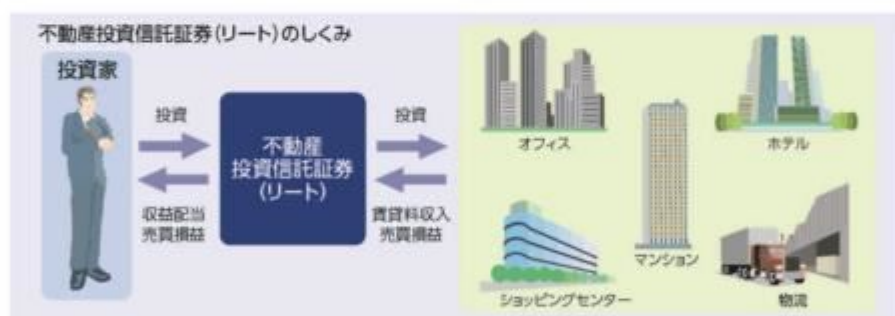 不動産投資信託証券(リート)のしくみ
投資家
投資
収益配当
売買損益
不動産
投資信託証券
(リート)
投資
賃貸料収入
売買損益
オフィス
ホテル
マンション
ショッピングセンター
物流